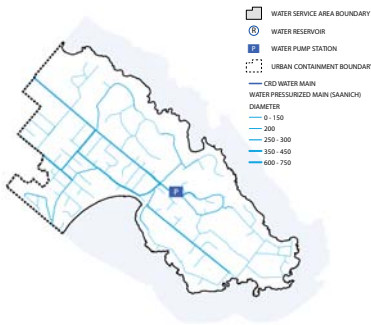 WATER SERVICE AREA BOUNDARY
R WATER RESERVOIR
P WATER PUMP STATION
URBAN CONTAINMENT BOUNDARY
CRD WATER MAIN
WATER PRESSURIZED MAIN (SAANICH)
DIAMETER
0 - 150
200
250 - 300
350 - 450
600 - 750
P